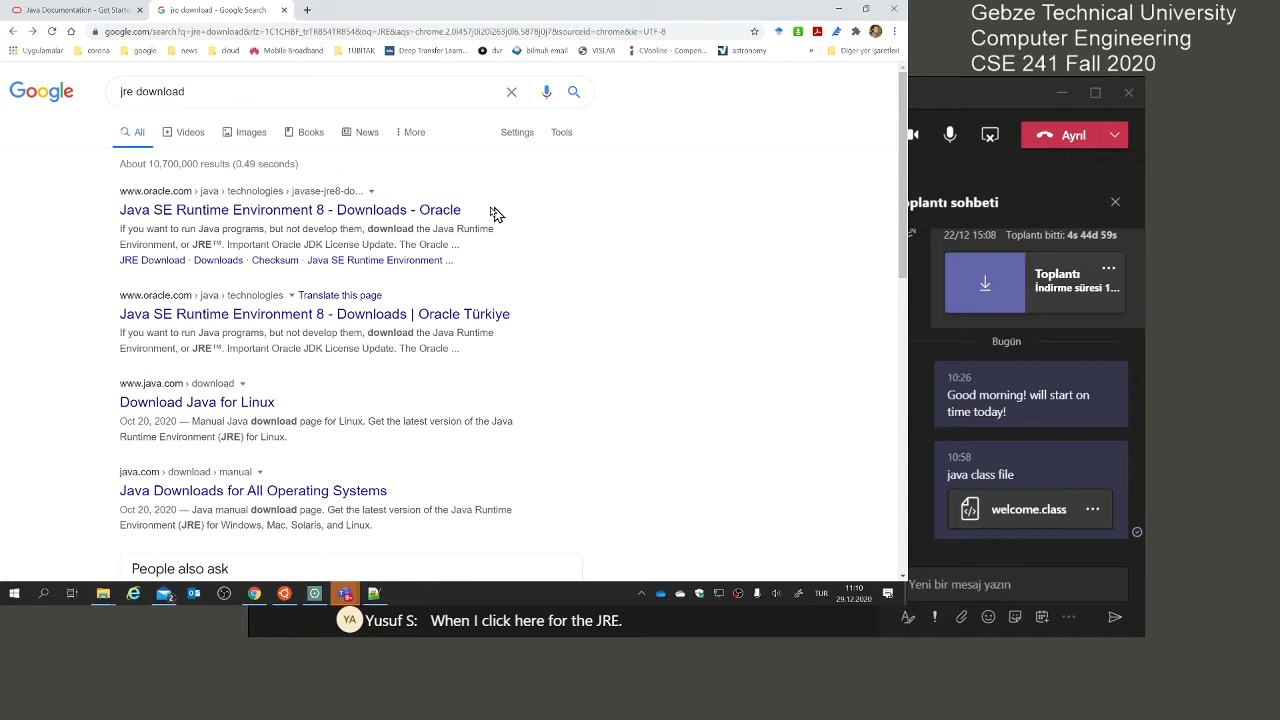 Java Documentation - Get Starte
jre download - Google Search
google.com/search?q=jre+download&rlz=1C1CHBF_trTR854TR854&oq=JRE&aqs=chrome.2.0i457j0l2j0i263j0l6.5878j0j7&sourceid=chrome&ie=UTF-8
Uygulamalar
corona
google
news
cloud
Mobile Broadband
TÜBİTAK
Deep Transfer Learn...
dvr
bilmuh email
VISLAB
CVonline - Compen...
astronomy
»
Diğer yer işaretleri
Google
jre download
All
Videos
Images
Books
News
More
Settings
Tools
About 10,700,000 results (0.49 seconds)
www.oracle.com › java › technologies › javase-jre8-do...
Java SE Runtime Environment 8 - Downloads - Oracle
If you want to run Java programs, but not develop them, download the Java Runtime
Environment, or JRE™. Important Oracle JDK License Update. The Oracle ...
JRE Download · Downloads · Checksum · Java SE Runtime Environment ...
www.oracle.com › java › technologies
Translate this page
Java SE Runtime Environment 8 - Downloads | Oracle Türkiye
If you want to run Java programs, but not develop them, download the Java Runtime
Environment, or JRE™. Important Oracle JDK License Update. The Oracle ...
www.java.com › download
Download Java for Linux
Oct 20, 2020 — Manual Java download page for Linux. Get the latest version of the Java
Runtime Environment (JRE) for Linux.
java.com › download › manual
Java Downloads for All Operating Systems
Oct 20, 2020 — Java manual download page. Get the latest version of the Java Runtime
Environment (JRE) for Windows, Mac, Solaris, and Linux.
People also ask
TUR
11:10
29.12.2020
YA
Yusuf S: When I click here for the JRE.
Gebze Technical University
Computer Engineering
CSE 241 Fall 2020
Ayrıl
oplantı sohbeti
22/12 15:08 Toplantı bitti: 4s 44d 59s
Toplantı
İndirme süresi 1...
Bugün
10:26
Good morning! will start on
time today!
10:58
java class file
welcome.class
Yeni bir mesaj yazın